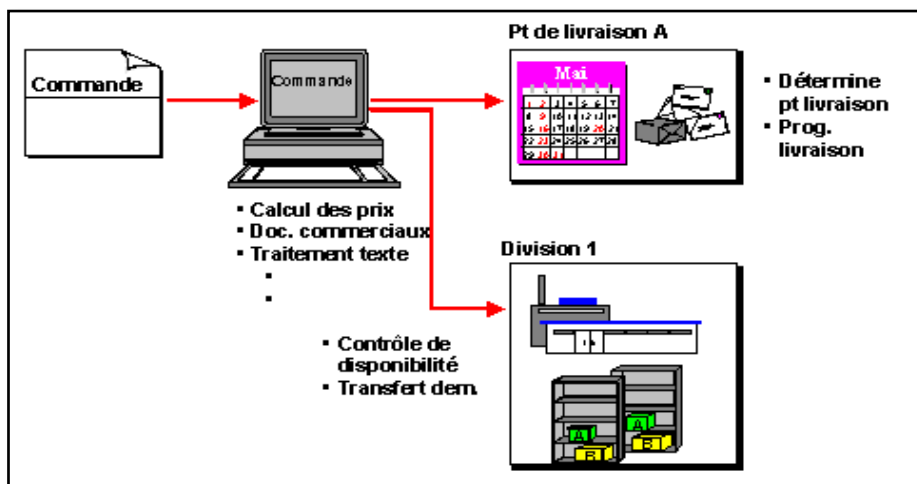 Commande
Commande
▪ Calcul des prix
▪ Doc. commerciaux
▪ Traitement texte
▪
▪
Pt de livraison A
Mai
▪ Détermine
pt livraison
▪ Prog.
livraison
Division 1
▪ Contrôle de
disponibilité
▪ Transfert dem.
A
B
A
B